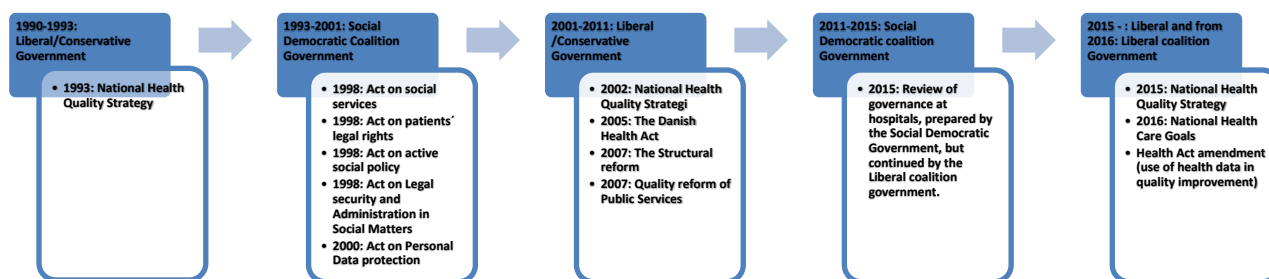 1990-1993:
Liberal/Conservative
Government
• 1993: National Health
Quality Strategy
1993-2001: Social
Democratic Coalition
Government
• 1998: Act on social
services
• 1998: Act on patients´
legal rights
• 1998: Act on active
social policy
• 1998: Act on Legal
security and
Administration in
Social Matters
• 2000: Act on Personal
Data protection
2001-2011: Liberal
/Conservative
Government
• 2002: National Health
Quality Strategi
• 2005: The Danish
Health Act
• 2007: The Structural
reform
• 2007: Quality reform of
Public Services
2011-2015: Social
Democratic coalition
Government
• 2015: Review of
governance at
hospitals, prepared by
the Social Democratic
Government, but
continued by the
Liberal coalition
government.
2015 - : Liberal and from
2016: Liberal coalition
Government
• 2015: National Health
Quality Strategy
• 2016: National Health
Care Goals
• Health Act amendment
(use of health data in
quality improvement)